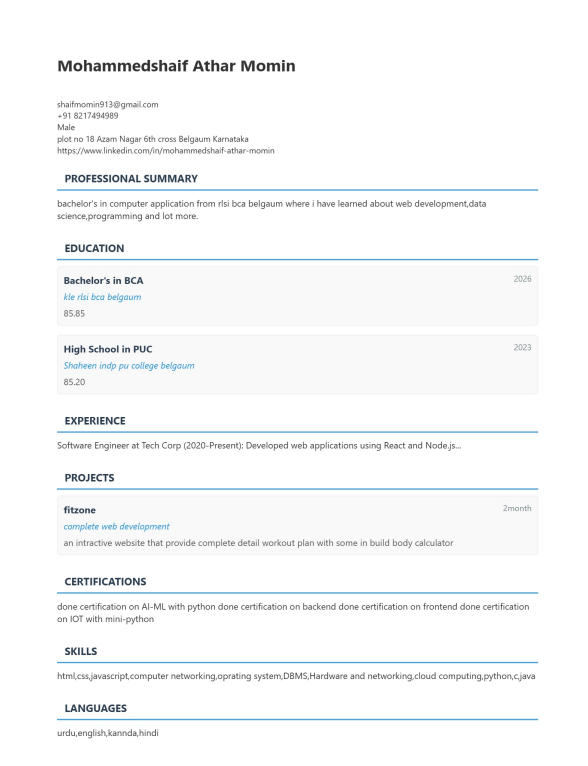 Mohammedshaif Athar Momin
shaifmomin913@gmail.com
+91 8217494989
Male
plot no 18 Azam Nagar 6th cross Belgaum Karnataka
https://www.linkedin.com/in/mohammedshaif-athar-momin
PROFESSIONAL SUMMARY
bachelor's in computer application from rlsi bca belgaum where i have learned about web development,data
science,programming and lot more.
EDUCATION
Bachelor's in BCA 2026
kle rlsi bca belgaum
85.85
High School in PUC 2023
Shaheen indp pu college belgaum
85.20
EXPERIENCE
Software Engineer at Tech Corp (2020-Present): Developed web applications using React and Node.js...
PROJECTS
fitzone 2month
complete web development
an intractive website that provide complete detail workout plan with some in build body calculator
CERTIFICATIONS
done certification on AI-ML with python done certification on backend done certification on frontend done certification
on IOT with mini-python
SKILLS
html,css,javascript,computer networking,oprating system,DBMS,Hardware and networking,cloud computing,python,c,java
LANGUAGES
urdu,english,kannda,hindi